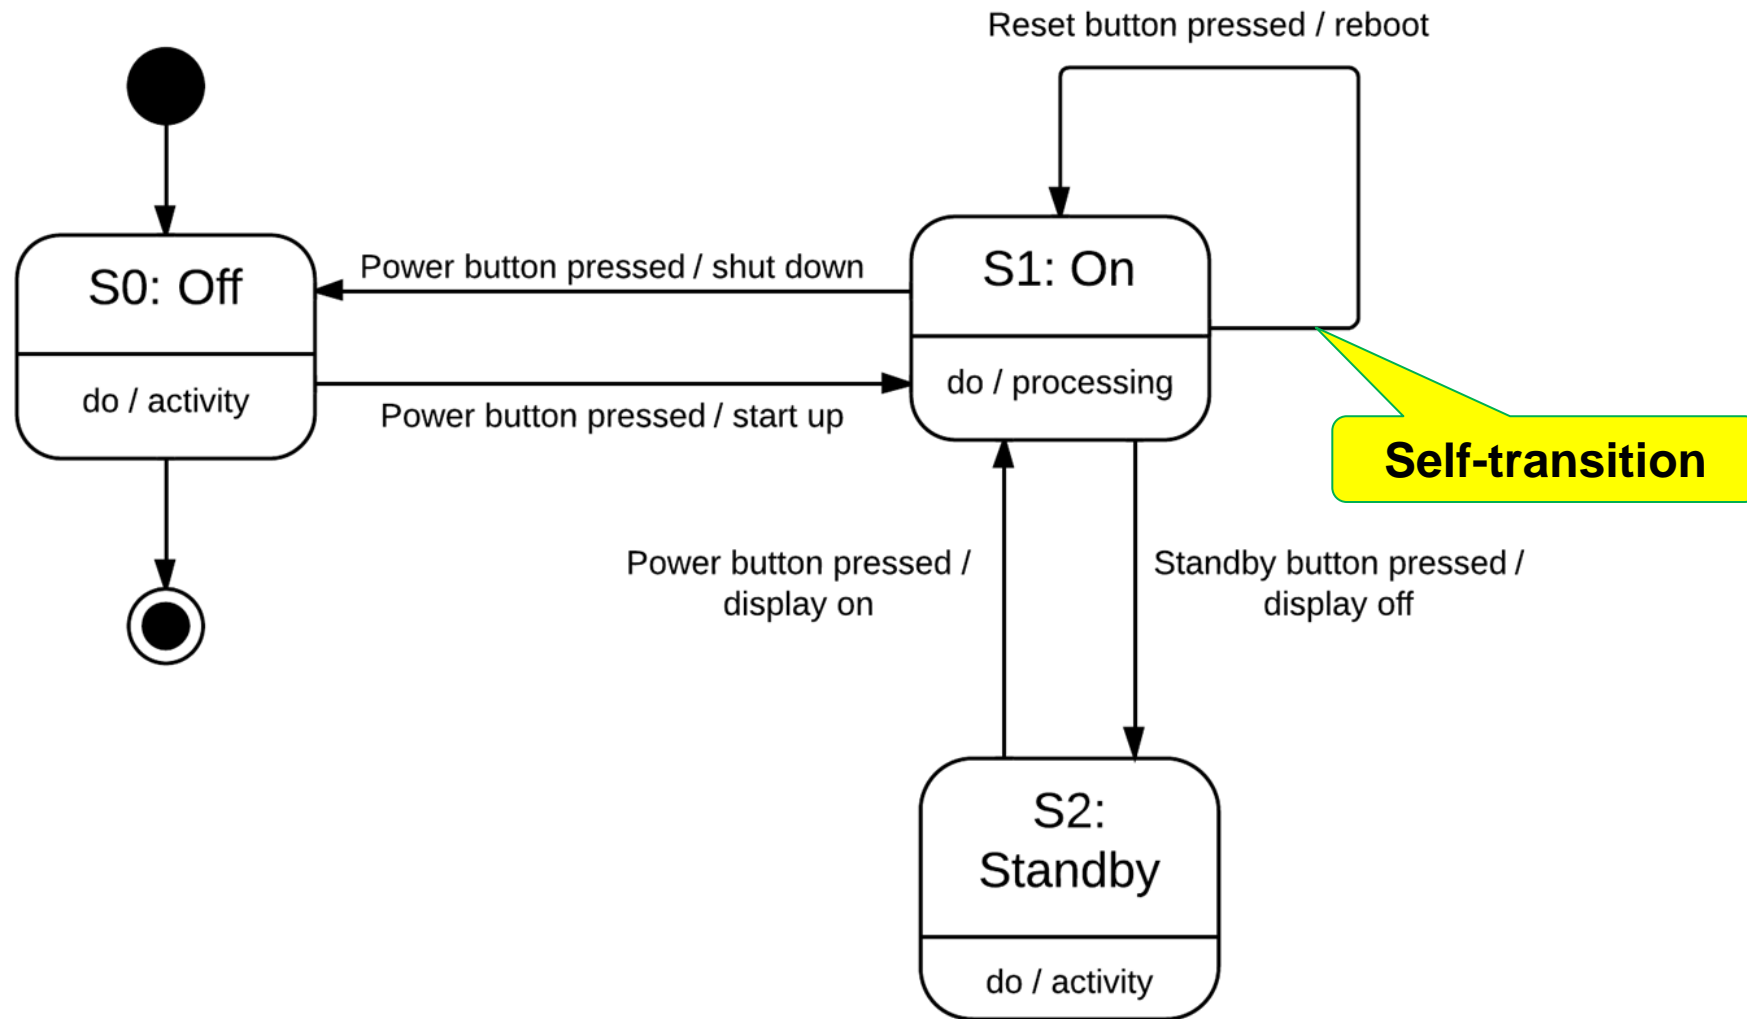 Reset button pressed / reboot
S0: Off
do / activity
Power button pressed / shut down
Power button pressed / start up
S1: On
do / processing
Self-transition
Power button pressed /
display on
Standby button pressed /
display off
S2:
Standby
do / activity